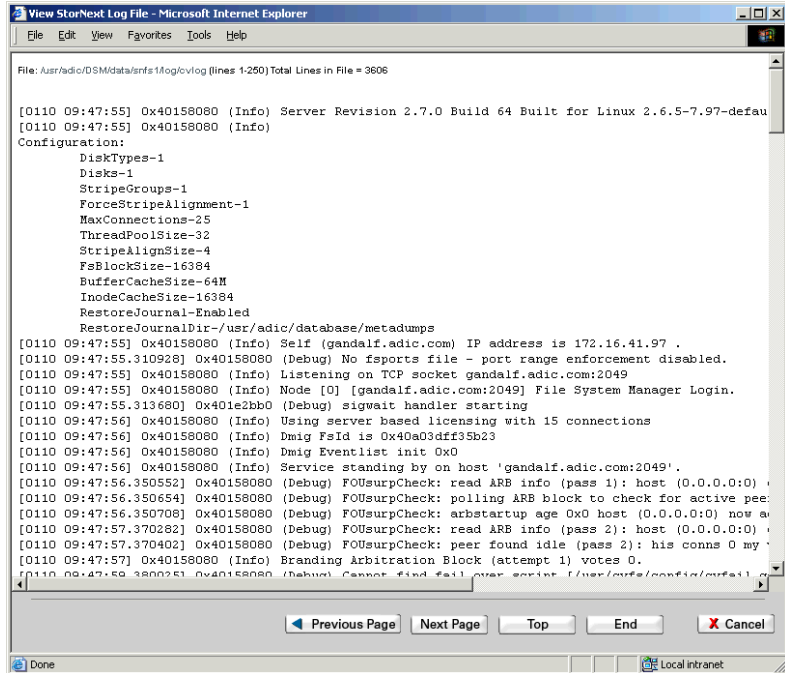 View StorNext Log File - Microsoft Internet Explorer
File Edit View Favorites Tools Help
File: /usr/adic/DSM/data/snfs1/log/cvlog (lines 1-250) Total Lines in File = 3606
[0110 09:47:55] 0x40158080 (Info) Server Revision 2.7.0 Build 64 Built for Linux 2.6.5-7.97-defau
[0110 09:47:55] 0x40158080 (Info)
Configuration:
DiskTypes-1
Disks-1
StripeGroups-1
ForceStripeAlignment-1
MaxConnections-25
ThreadPoolSize-32
StripeAlignSize-4
FsBlockSize-16384
BufferCacheSize-64M
InodeCacheSize-16384
RestoreJournal-Enabled
RestoreJournalDir-/usr/adic/database/metadumps
[0110 09:47:55] 0x40158080 (Info) Self (gandalf.adic.com) IP address is 172.16.41.97 .
[0110 09:47:55.310928] 0x40158080 (Debug) No fsports file - port range enforcement disabled.
[0110 09:47:55] 0x40158080 (Info) Listening on TCP socket gandalf.adic.com:2049
[0110 09:47:55] 0x40158080 (Info) Node [0] [gandalf.adic.com:2049] File System Manager Login.
[0110 09:47:55.313680] 0x401e2bb0 (Debug) sigwait handler starting
[0110 09:47:56] 0x40158080 (Info) Using server based licensing with 15 connections
[0110 09:47:56] 0x40158080 (Info) Dmig FsId is 0x40a03dff35b23
[0110 09:47:56] 0x40158080 (Info) Dmig Eventlist init 0x0
[0110 09:47:56] 0x40158080 (Info) Service standing by on host 'gandalf.adic.com:2049'.
[0110 09:47:56.350552] 0x40158080 (Debug) FOUsurpCheck: read ARB info (pass 1): host (0.0.0.0:0)
[0110 09:47:56.350654] 0x40158080 (Debug) FOUsurpCheck: polling ARB block to check for active pee
[0110 09:47:56.350708] 0x40158080 (Debug) FOUsurpCheck: arbstartup age 0x0 host (0.0.0.0:0) now a
[0110 09:47:57.370282] 0x40158080 (Debug) FOUsurpCheck: read ARB info (pass 2): host (0.0.0.0:0)
[0110 09:47:57.370402] 0x40158080 (Debug) FOUsurpCheck: peer found idle (pass 2): his conns 0 my
[0110 09:47:57] 0x40158080 (Info) Branding Arbitration Block (attempt 1) votes 0.
[0110 09:47:59.380025] 0x40158080 (Debug) Cannot find fail over script [/usr/cvfs/config/cvfail
Previous Page Next Page Top End X Cancel
Done Local intranet